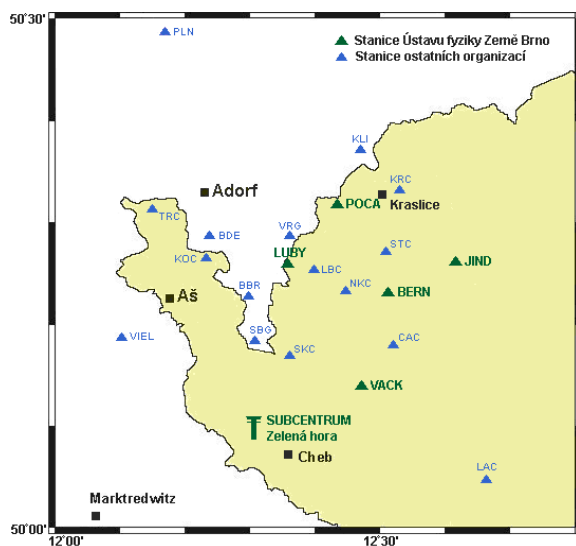 50°30'
PLN
Stanice Ústavu fyziky Země Brno
Stanice ostatních organizací
KLI
KRC
Adorf
POCA
Kraslice
TRC
BDE
VRG
STC
KOC
LUBY
LBC
JIND
BBR
NKC
BERN
Aš
VIEL
SBG
SKC
CAC
VACK
SUBCENTRUM
Zelená hora
Cheb
LAC
Marktredwitz
50°00'
12°00'
12°30'